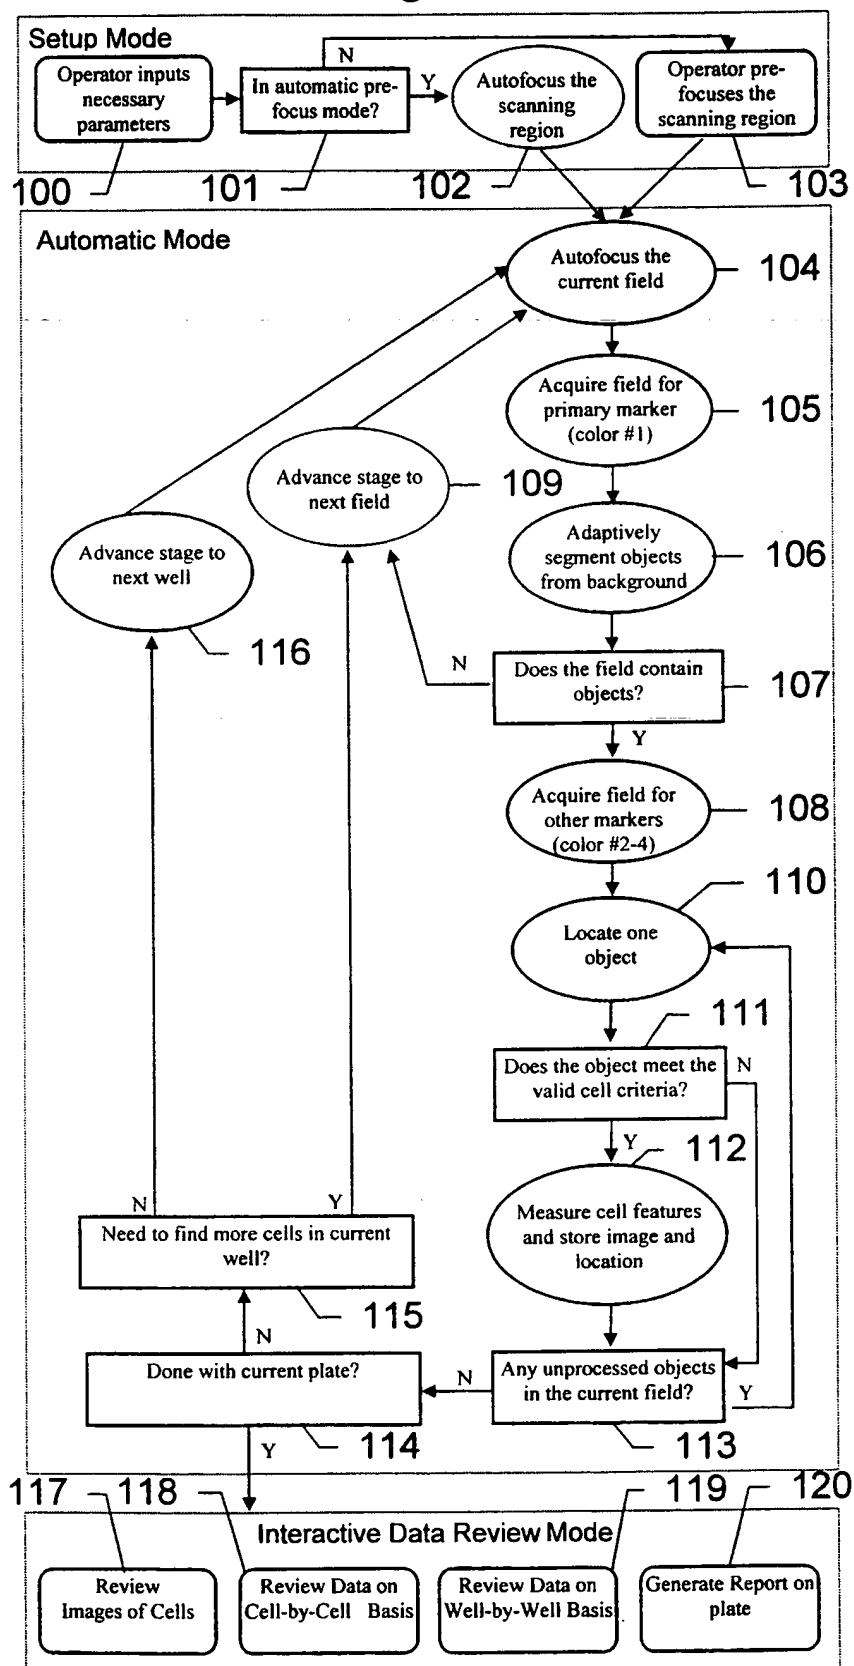 Setup Mode
N
Operator inputs
necessary
parameters
In automatic pre-
focus mode?
Y
Autofocus the
scanning
region
Operator pre-
focuses the
scanning region
100
101
102
103
Automatic Mode
Autofocus the
current field
104
Acquire field for
primary marker
(color #1)
105
Advance stage to
next field
109
Advance stage to
next well
116
Adaptively
segment objects
from background
106
N
Does the field contain
objects?
107
Y
Acquire field for
other markers
(color #2-4)
108
110
Locate one
object
111
Does the object meet the
valid cell criteria?
N
Y
112
Measure cell features
and store image and
location
N
Y
Need to find more cells in current
well?
115
N
Done with current plate?
N
Any unprocessed objects
in the current field?
Y
114
113
Y
117
118
119
120
Interactive Data Review Mode
Review
Images of Cells
Review Data on
Cell-by-Cell Basis
Review Data on
Well-by-Well Basis
Generate Report on
plate